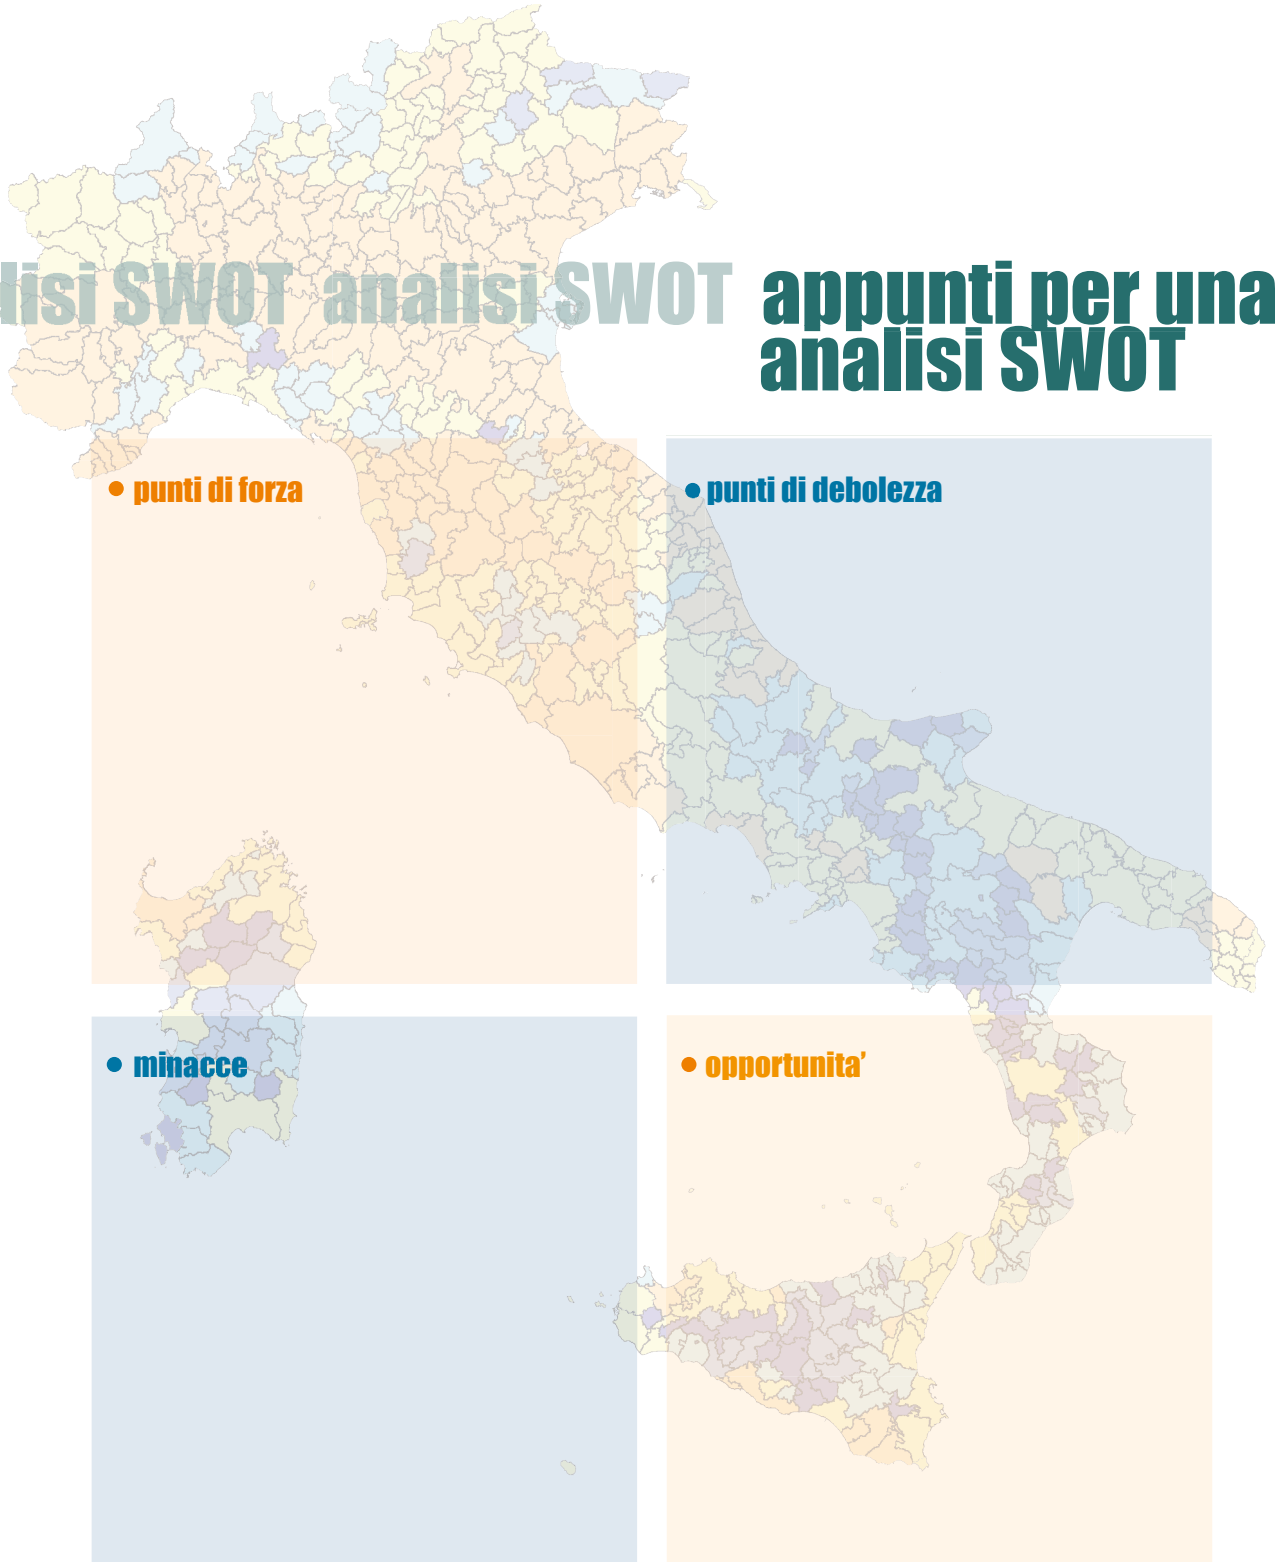 lisi SWOT analisi SWOT
appunti per una
analisi SWOT
• punti di forza
• punti di debolezza
• minacce
• opportunita’